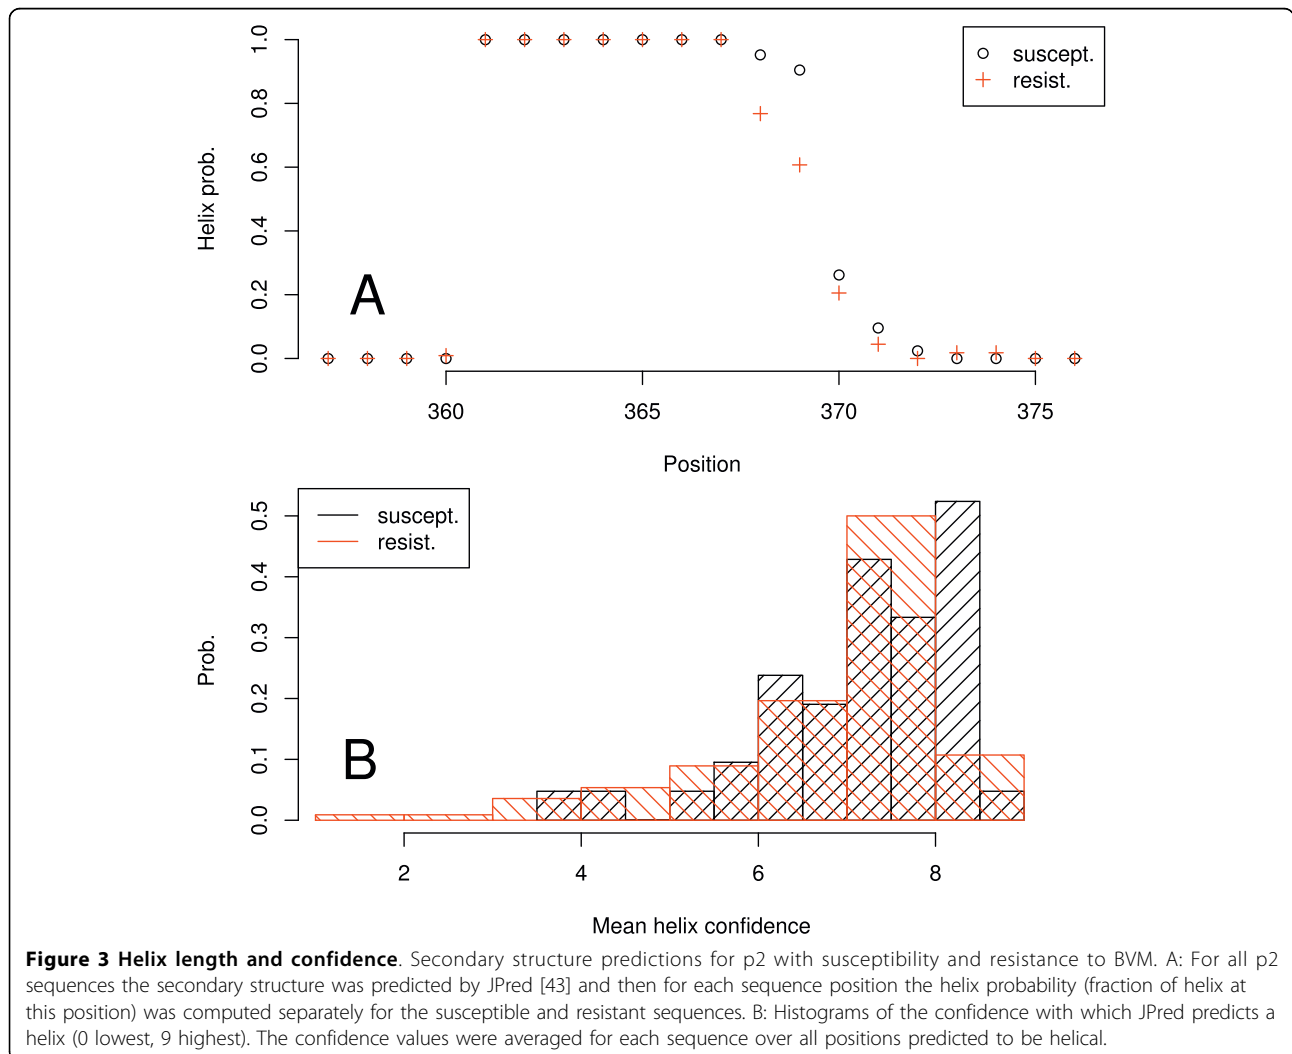 1.0
0.8
0.6
0.4
0.2
0.0
Helix prob.
suscept.
resist.
A
360 365 370 375
Position
suscept.
resist.
0.5
0.4
0.3
0.2
0.1
0.0
Prob.
B
2 4 6 8
Mean helix confidence
Figure 3 Helix length and confidence. Secondary structure predictions for p2 with susceptibility and resistance to BVM. A: For all p2
sequences the secondary structure was predicted by JPred [43] and then for each sequence position the helix probability (fraction of helix at
this position) was computed separately for the susceptible and resistant sequences. B: Histograms of the confidence with which JPred predicts a
helix (0 lowest, 9 highest). The confidence values were averaged for each sequence over all positions predicted to be helical.